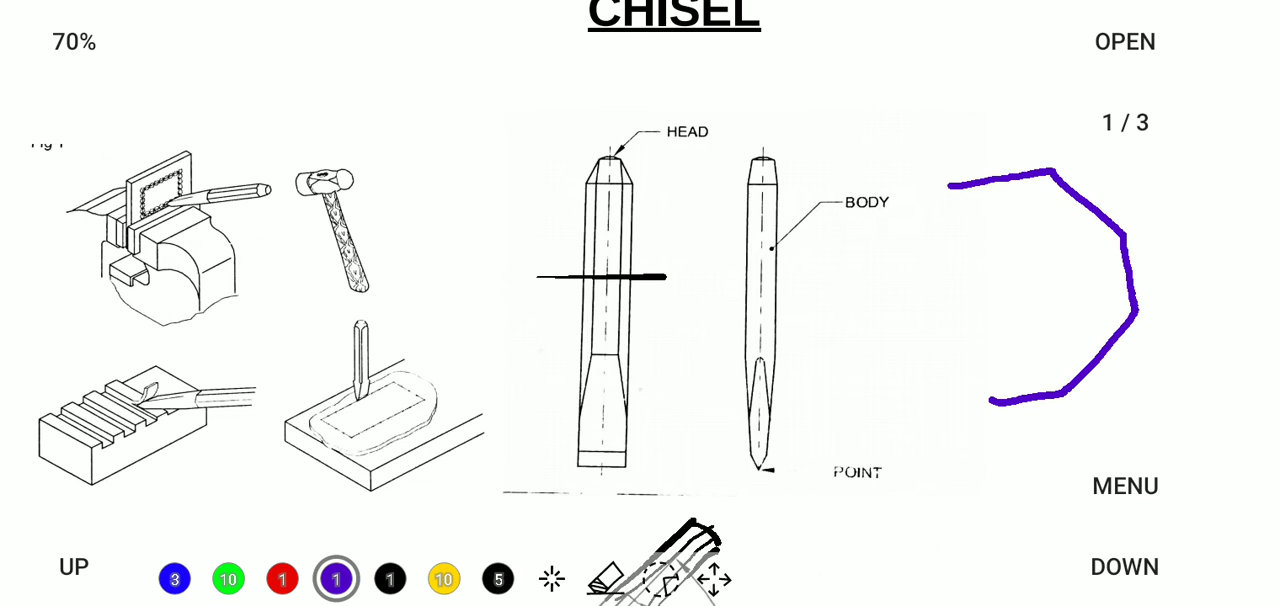 CHISEL
70%
OPEN
1 / 3
HEAD
BODY
POINT
MENU
UP
DOWN
3
10
1
1
1
10
5